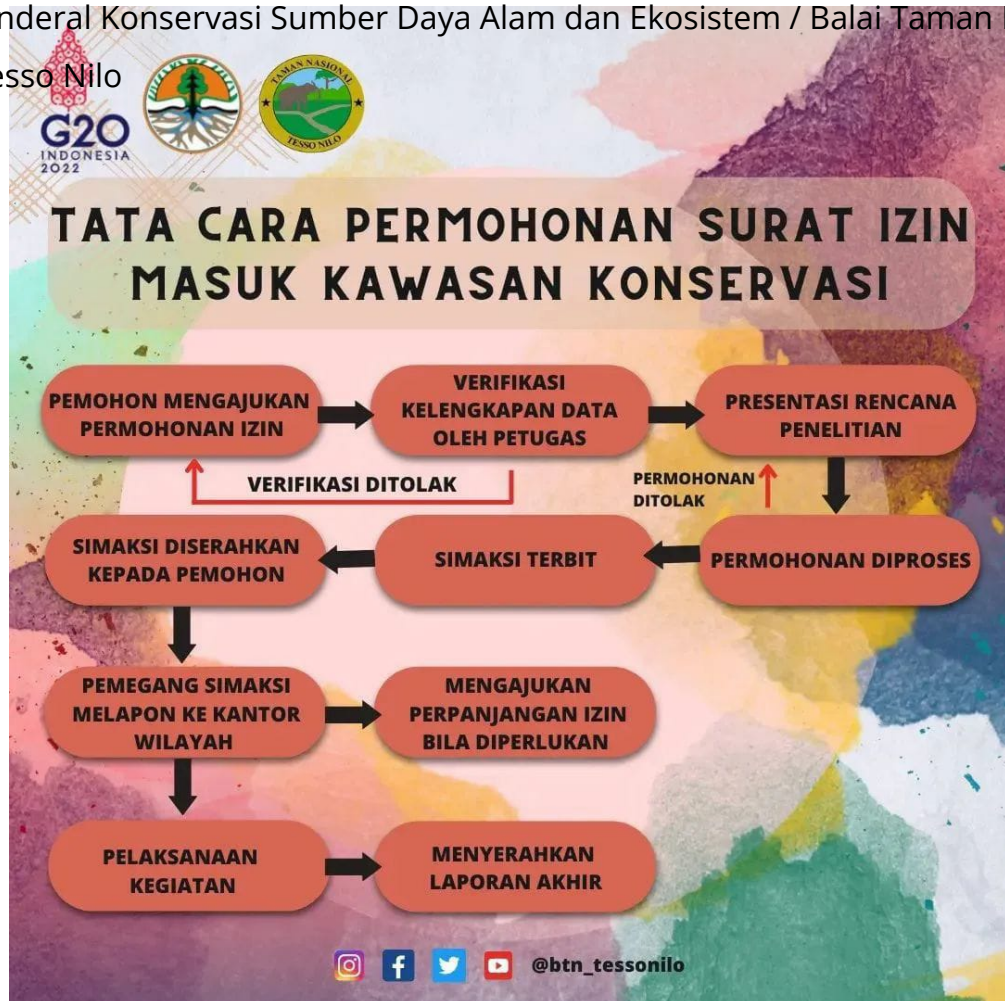 nderal Konservasi Sumber Daya Alam dan Ekosistem / Balai Taman
esso Nilo
G20
INDONESIA
2022
TAMAN NASIONAL
TESSO NILO
TATA CARA PERMOHONAN SURAT IZIN
MASUK KAWASAN KONSERVASI
PEMOHON MENGAJUKAN
PERMOHONAN IZIN
VERIFIKASI
KELENGKAPAN DATA
OLEH PETUGAS
PRESENTASI RENCANA
PENELITIAN
VERIFIKASI DITOLAK
PERMOHONAN
DITOLAK
SIMAKSI DISERAHKAN
KEPADA PEMOHON
SIMAKSI TERBIT
PERMOHONAN DIPROSES
PEMEGANG SIMAKSI
MELAPON KE KANTOR
WILAYAH
MENGAJUKAN
PERPANJANGAN IZIN
BILA DIPERLUKAN
PELAKSANAAN
KEGIATAN
MENYERAHKAN
LAPORAN AKHIR
@btn_tessonilo